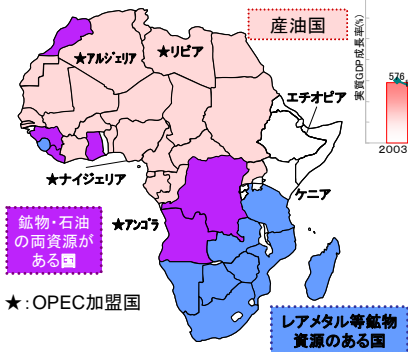 産油国
★アルジェリア
★リビア
エチオピア
★ナイジェリア
ケニア
★アンゴラ
鉱物・石油
の両資源が
ある国
★：OPEC加盟国
レアメタル等鉱物
資源のある国
実質GDP成長率(%)
576
2003